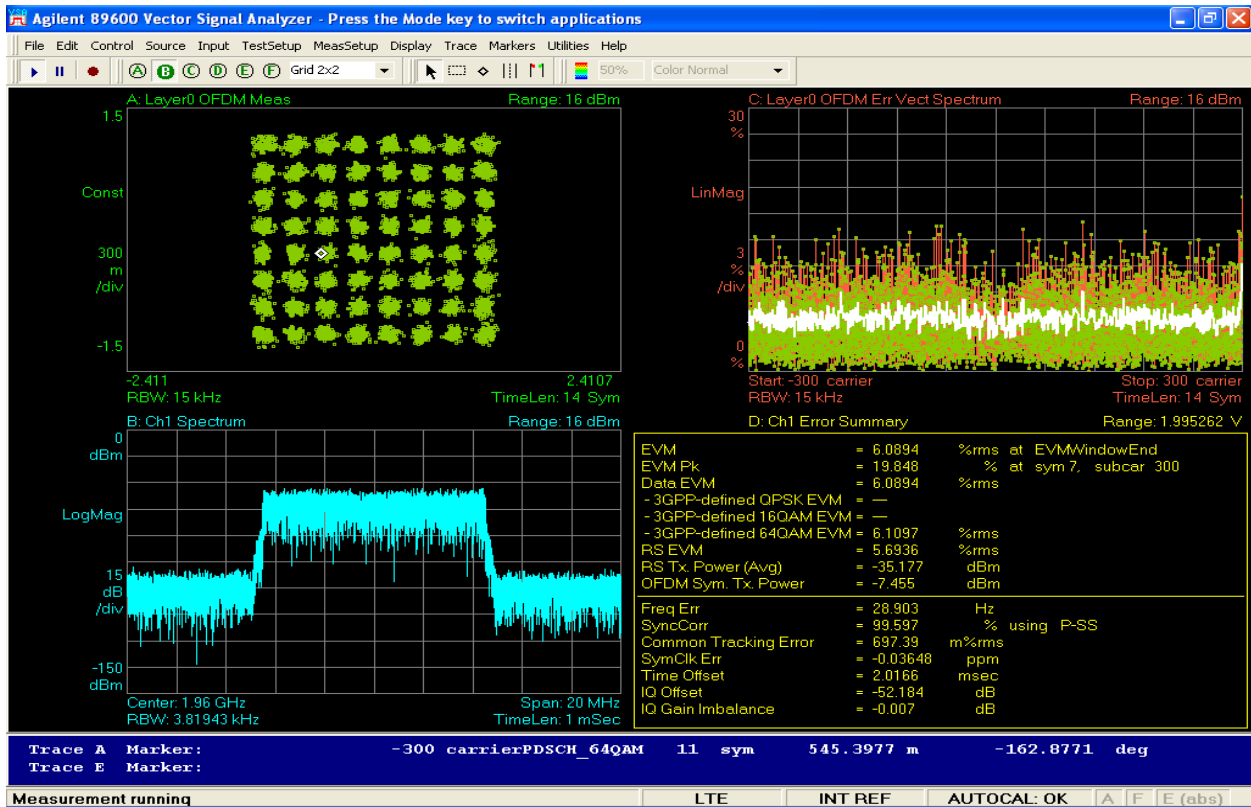 Agilent 89600 Vector Signal Analyzer - Press the Mode key to switch applications
File Edit Control Source Input TestSetup MeasSetup Display Trace Markers Utilities Help
A B C D E F Grid 2x2 50% Color Normal
A: Layer0 OFDM Meas Range: 16 dBm
1.5
Const
300
m
/div
-1.5
-2.411 2.4107
RBW: 15 kHz TimeLen: 14 Sym
C: Layer0 OFDM Err Vect Spectrum Range: 16 dBm
30
%
LinMag
3
%
/div
0
%
Start: -300 carrier Stop: 300 carrier
RBW: 15 kHz TimeLen: 14 Sym
B: Ch1 Spectrum Range: 16 dBm
0
dBm
LogMag
15
dB
/div
-150
dBm
Center: 1.96 GHz Span: 20 MHz
RBW: 3.81943 kHz TimeLen: 1 mSec
D: Ch1 Error Summary Range: 1.995262 V
EVM = 6.0894 %rms at EVMWindowEnd
EVM Pk = 19.848 % at sym 7, subcar 300
Data EVM = 6.0894 %rms
- 3GPP-defined QPSK EVM = —
- 3GPP-defined 16QAM EVM = —
- 3GPP-defined 64QAM EVM = 6.1097 %rms
RS EVM = 5.6936 %rms
RS Tx. Power (Avg) = -35.177 dBm
OFDM Sym. Tx. Power = -7.455 dBm
Freq Err = 28.903 Hz
SyncCorr = 99.597 % using P-SS
Common Tracking Error = 697.39 m%rms
SymClk Err = -0.03648 ppm
Time Offset = 2.0166 msec
IQ Offset = -52.184 dB
IQ Gain Imbalance = -0.007 dB
Trace A Marker: -300 carrierPDSCH_64QAM 11 sym 545.3977 m -162.8771 deg
Trace E Marker:
Measurement running LTE INT REF AUTOCAL: OK A F E (abs)